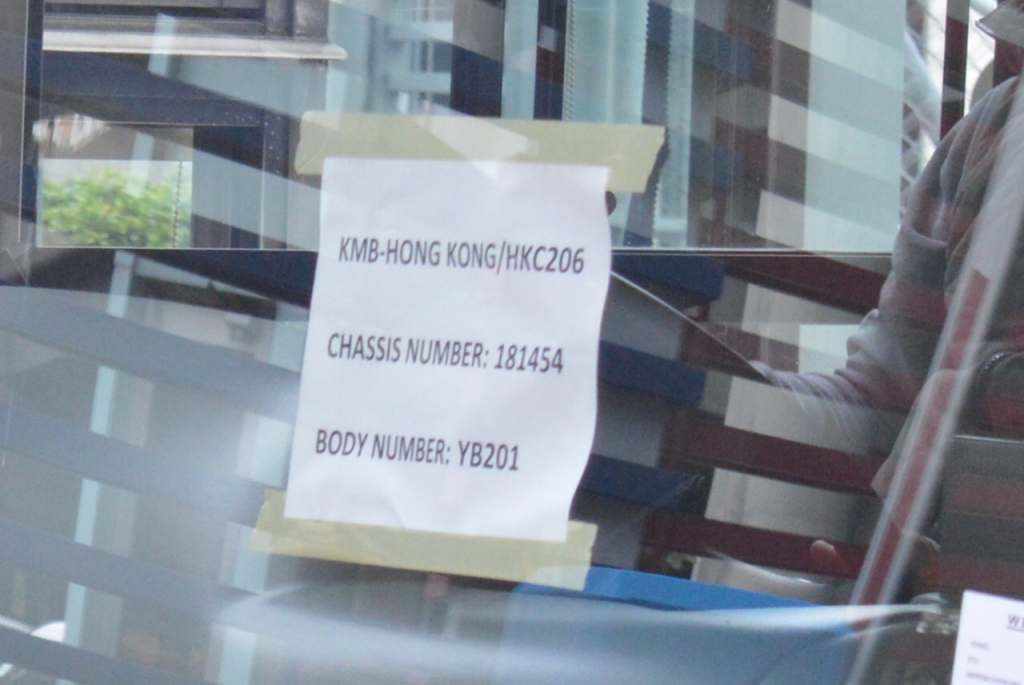 KMB-HONG KONG/HKC206
CHASSIS NUMBER: 181454
BODY NUMBER: YB201